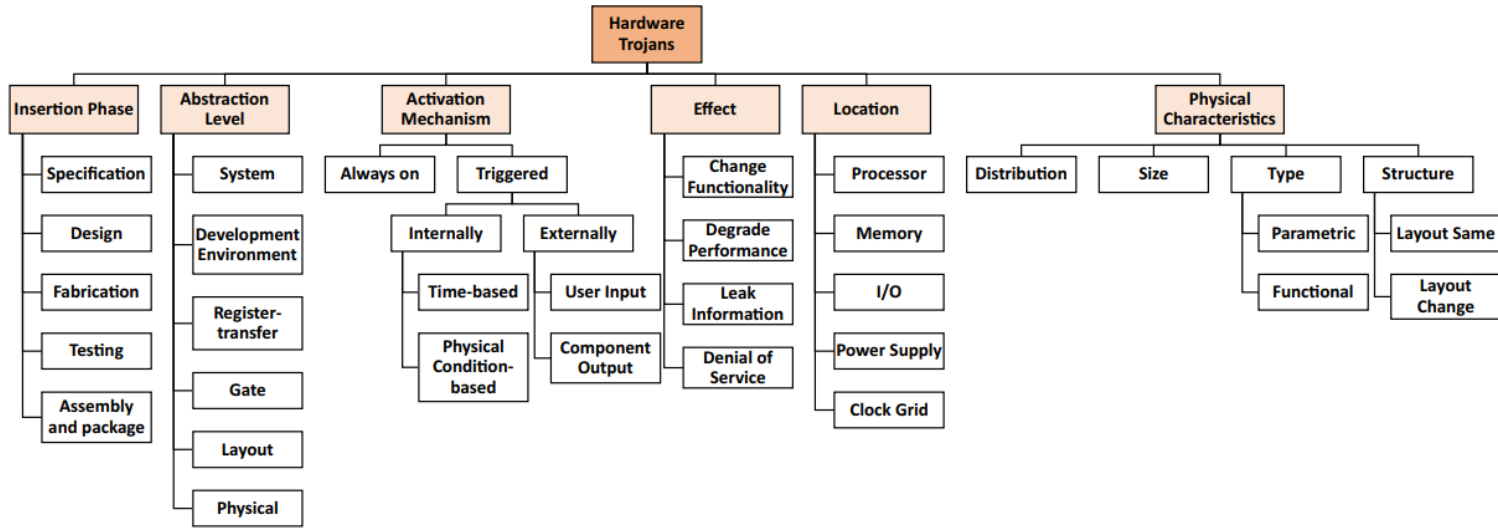 Hardware
Trojans
Insertion Phase
Abstraction
Level
Activation
Mechanism
Effect
Location
Physical
Characteristics
Specification
Design
Fabrication
Testing
Assembly
and package
System
Development
Environment
Register-
transfer
Gate
Layout
Physical
Always on
Triggered
Internally
Externally
Time-based
Physical
Condition-
based
User Input
Component
Output
Change
Functionality
Degrade
Performance
Leak
Information
Denial of
Service
Processor
Memory
I/O
Power Supply
Clock Grid
Distribution
Size
Type
Structure
Parametric
Functional
Layout Same
Layout
Change